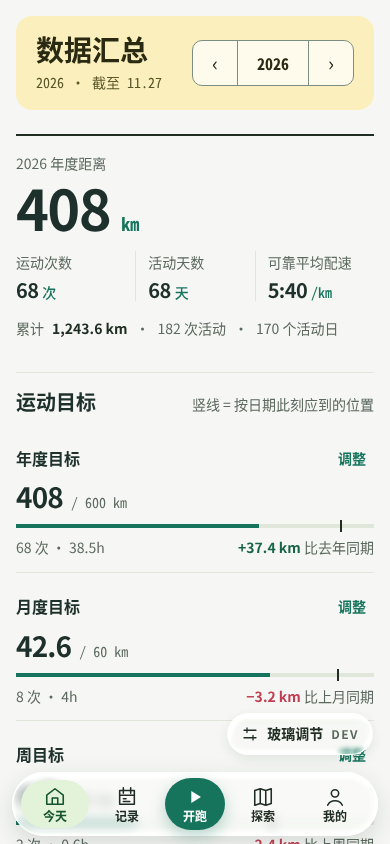 数据汇总
2026 • 截至 11.27
‹ 2026 ›
2026 年度距离
408 km
运动次数 活动天数 可靠平均配速
68 次 68 天 5:40 /km
累计 1,243.6 km • 182 次活动 • 170 个活动日
运动目标 竖线 = 按日期此刻应到的位置
年度目标 调整
408 / 600 km
68 次 • 38.5h +37.4 km 比去年同期
月度目标 调整
42.6 / 60 km
8 次 • 4h −3.2 km 比上月同期
玻璃调节 DEV
周目标 调整
今天 记录 开跑 探索 我的